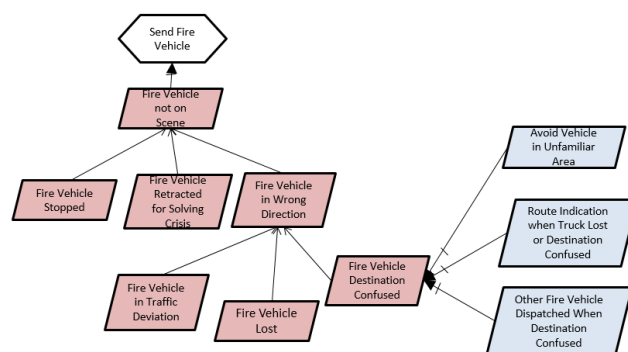 Send Fire
Vehicle
Fire Vehicle
not on
Scene
Avoid Vehicle
in Unfamiliar
Area
Fire Vehicle
Stopped
Fire Vehicle
Retracted
for Solving
Crisis
Fire Vehicle
in Wrong
Direction
Route Indication
when Truck Lost
or Destination
Confused
Fire Vehicle
in Traffic
Deviation
Fire Vehicle
Lost
Fire Vehicle
Destination
Confused
Other Fire Vehicle
Dispatched When
Destination
Confused